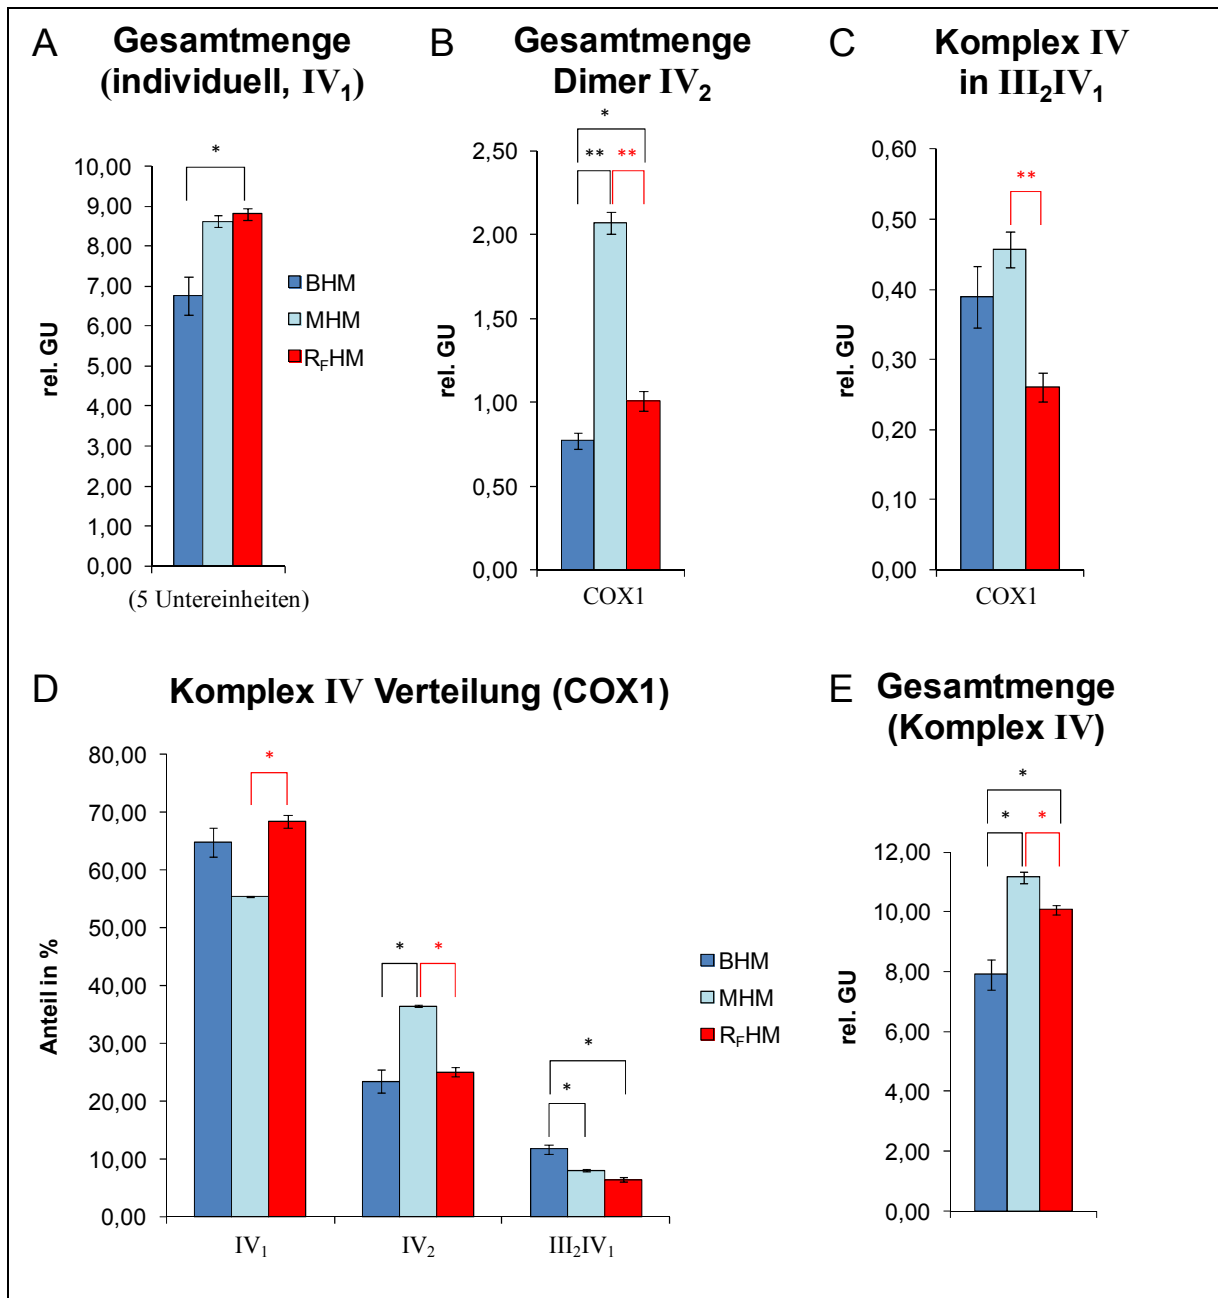 A
Gesamtmenge
(individuell, IV₁)
*
10,00
9,00
8,00
7,00
6,00
5,00
4,00
3,00
2,00
1,00
0,00
rel. GU
(5 Untereinheiten)
BHM
MHM
R_FHM
B
Gesamtmenge
Dimer IV₂
*
** **
2,50
2,00
1,50
1,00
0,50
0,00
rel. GU
COX1
C
Komplex IV
in III₂IV₁
**
0,60
0,50
0,40
0,30
0,20
0,10
0,00
rel. GU
COX1
D
Komplex IV Verteilung (COX1)
80,00
70,00
60,00
50,00
40,00
30,00
20,00
10,00
0,00
Anteil in %
*
* *
*
*
IV₁ IV₂ III₂IV₁
BHM
MHM
R_FHM
E
Gesamtmenge
(Komplex IV)
*
* *
12,00
10,00
8,00
6,00
4,00
2,00
0,00
rel. GU